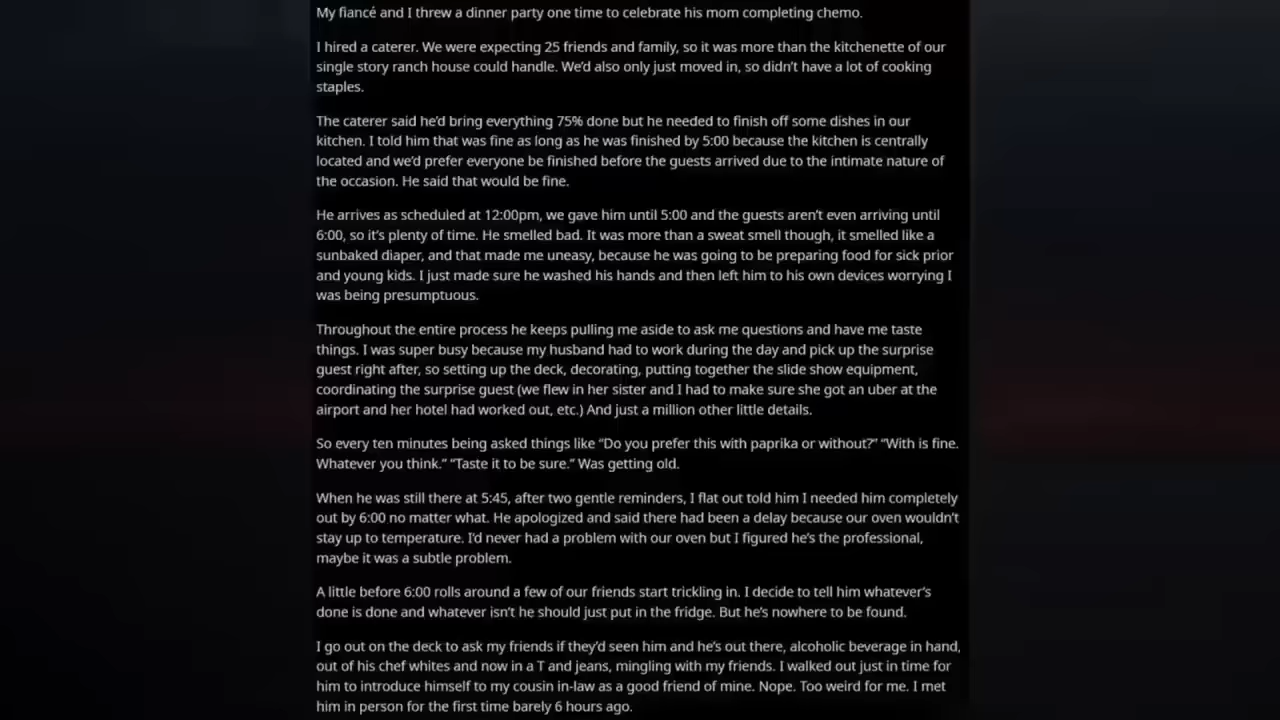 My fiancé and I threw a dinner party one time to celebrate his mom completing chemo.
I hired a caterer. We were expecting 25 friends and family, so it was more than the kitchenette of our
single story ranch house could handle. We’d also only just moved in, so didn’t have a lot of cooking
staples.
The caterer said he’d bring everything 75% done but he needed to finish off some dishes in our
kitchen. I told him that was fine as long as he was finished by 5:00 because the kitchen is centrally
located and we’d prefer everyone be finished before the guests arrived due to the intimate nature of
the occasion. He said that would be fine.
He arrives as scheduled at 12:00pm, we gave him until 5:00 and the guests aren’t even arriving until
6:00, so it’s plenty of time. He smelled bad. It was more than a sweat smell though, it smelled like a
sunbaked diaper, and that made me uneasy, because he was going to be preparing food for sick prior
and young kids. I just made sure he washed his hands and then left him to his own devices worrying I
was being presumptuous.
Throughout the entire process he keeps pulling me aside to ask me questions and have me taste
things. I was super busy because my husband had to work during the day and pick up the surprise
guest right after, so setting up the deck, decorating, putting together the slide show equipment,
coordinating the surprise guest (we flew in her sister and I had to make sure she got an uber at the
airport and her hotel had worked out, etc.) And just a million other little details.
So every ten minutes being asked things like “Do you prefer this with paprika or without?” “With is fine.
Whatever you think.” “Taste it to be sure.” Was getting old.
When he was still there at 5:45, after two gentle reminders, I flat out told him I needed him completely
out by 6:00 no matter what. He apologized and said there had been a delay because our oven wouldn’t
stay up to temperature. I’d never had a problem with our oven but I figured he’s the professional,
maybe it was a subtle problem.
A little before 6:00 rolls around a few of our friends start trickling in. I decide to tell him whatever’s
done is done and whatever isn’t he should just put in the fridge. But he’s nowhere to be found.
I go out on the deck to ask my friends if they’d seen him and he’s out there, alcoholic beverage in hand,
out of his chef whites and now in a T and jeans, mingling with my friends. I walked out just in time for
him to introduce himself to my cousin in-law as a good friend of mine. Nope. Too weird for me. I met
him in person for the first time barely 6 hours ago.